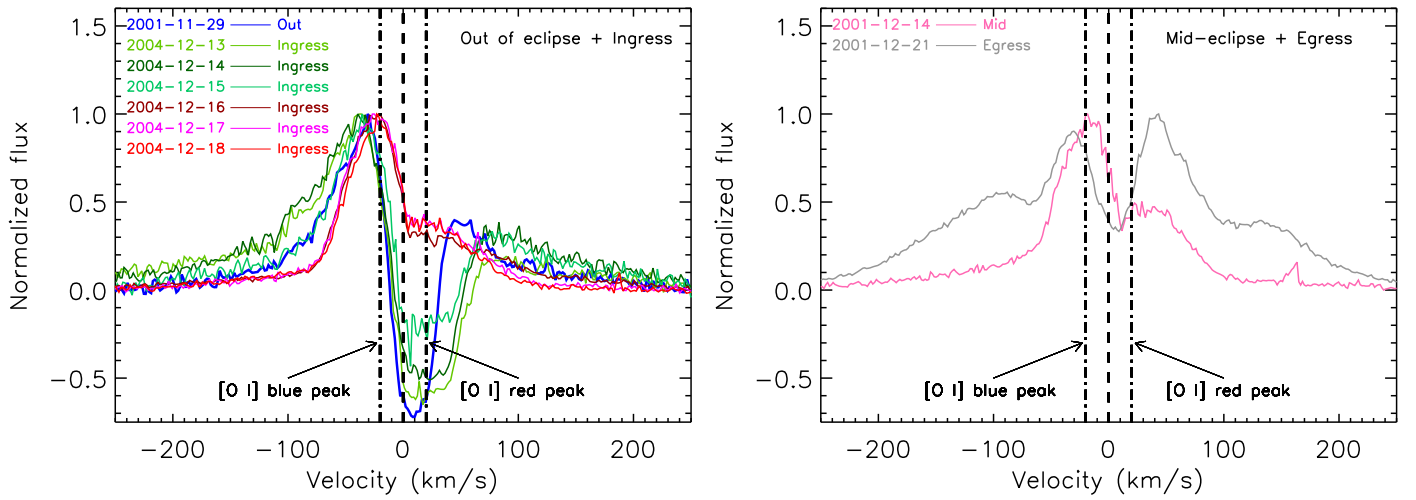 2001-11-29 Out
2004-12-13 Ingress
2004-12-14 Ingress
2004-12-15 Ingress
2004-12-16 Ingress
2004-12-17 Ingress
2004-12-18 Ingress
Out of eclipse + Ingress
1.5
1.0
0.5
0.0
−0.5
Normalized flux
[O I] blue peak
[O I] red peak
−200 −100 0 100 200
Velocity (km/s)
2001-12-14 Mid
2001-12-21 Egress
Mid-eclipse + Egress
1.5
1.0
0.5
0.0
−0.5
Normalized flux
[O I] blue peak
[O I] red peak
−200 −100 0 100 200
Velocity (km/s)